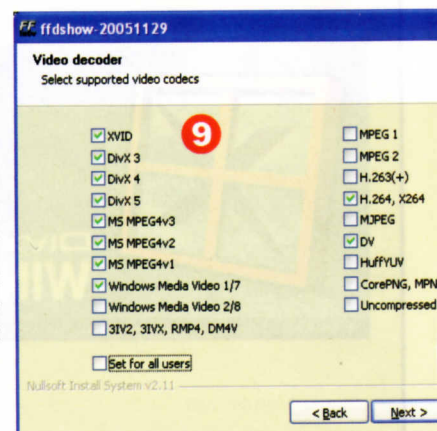 ffdshow-20051129
Video decoder
Select supported video codecs
9
XVID
DivX 3
DivX 4
DivX 5
MS MPEG4v3
MS MPEG4v2
MS MPEG4v1
Windows Media Video 1/7
Windows Media Video 2/8
3IV2, 3IVX, RMP4, DM4V
MPEG 1
MPEG 2
H.263(+)
H.264, X264
MJPEG
DV
HuffYUV
CorePNG, MPN
Uncompressed
Set for all users
Nullsoft Install System v2.11
< Back
Next >